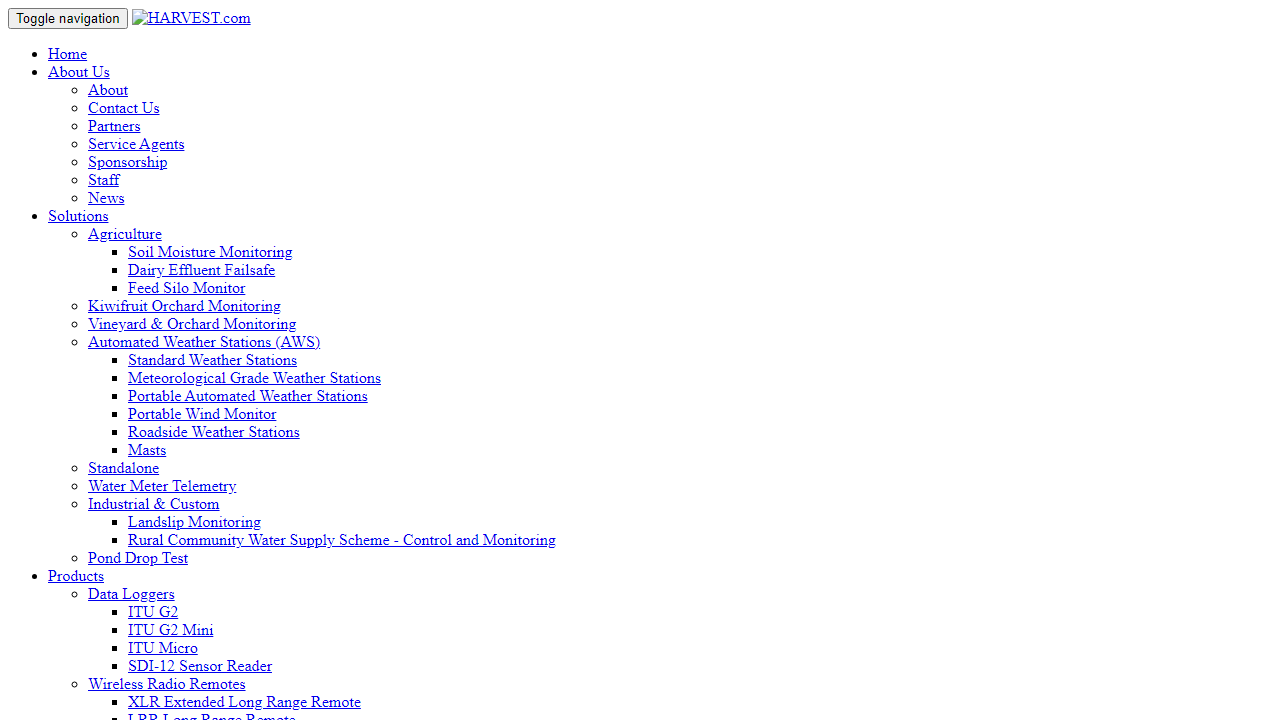 Toggle navigation HARVEST.com
Home
About Us
About
Contact Us
Partners
Service Agents
Sponsorship
Staff
News
Solutions
Agriculture
Soil Moisture Monitoring
Dairy Effluent Failsafe
Feed Silo Monitor
Kiwifruit Orchard Monitoring
Vineyard & Orchard Monitoring
Automated Weather Stations (AWS)
Standard Weather Stations
Meteorological Grade Weather Stations
Portable Automated Weather Stations
Portable Wind Monitor
Roadside Weather Stations
Masts
Standalone
Water Meter Telemetry
Industrial & Custom
Landslip Monitoring
Rural Community Water Supply Scheme - Control and Monitoring
Pond Drop Test
Products
Data Loggers
ITU G2
ITU G2 Mini
ITU Micro
SDI-12 Sensor Reader
Wireless Radio Remotes
XLR Extended Long Range Remote
LRR Long Range Remote